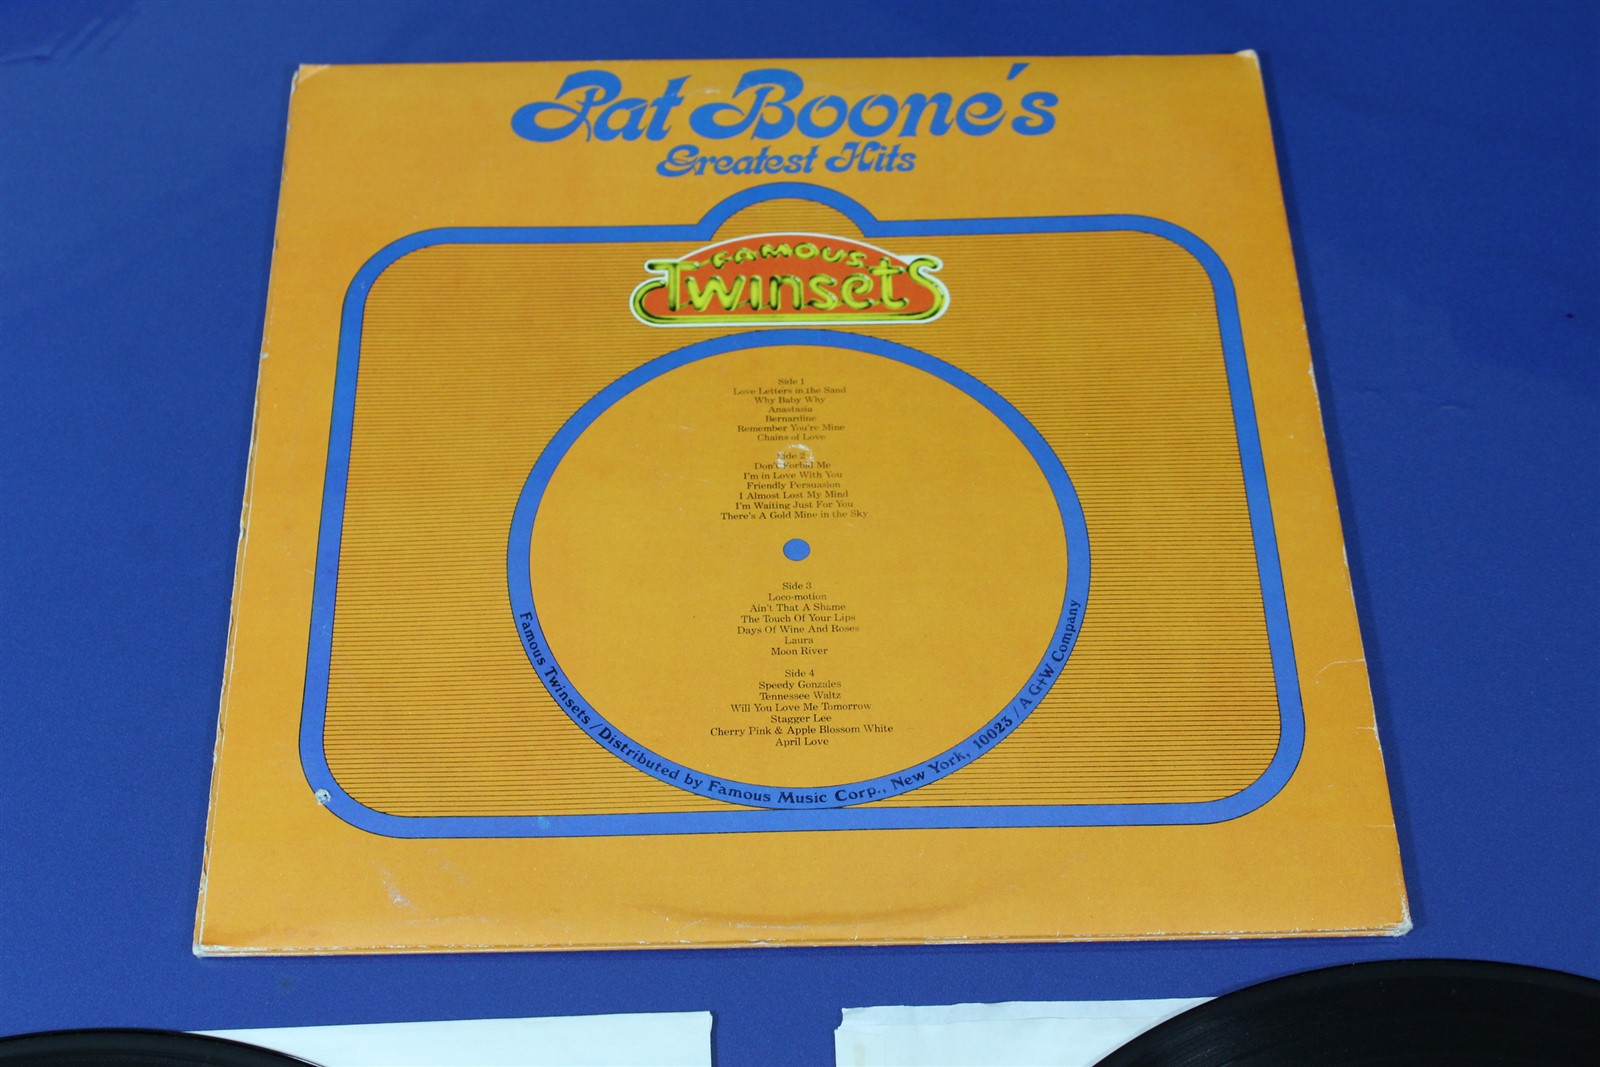 Pat Boone's
Greatest Hits
FAMOUS
TwinsetS
Side 1
Love Letters in the Sand
Why Baby Why
Anastasia
Bernardine
Remember You're Mine
Chains of Love
Side 2
Don't Forbid Me
I'm in Love With You
Friendly Persuasion
I Almost Lost My Mind
I'm Waiting Just For You
There's A Gold Mine in the Sky
Side 3
Loco-motion
Ain't That A Shame
The Touch Of Your Lips
Days Of Wine And Roses
Laura
Moon River
Side 4
Speedy Gonzales
Tennessee Waltz
Will You Love Me Tomorrow
Stagger Lee
Cherry Pink & Apple Blossom White
April Love
Famous Twinsets / Distributed by Famous Music Corp., New York, 10023 / A G+W Company